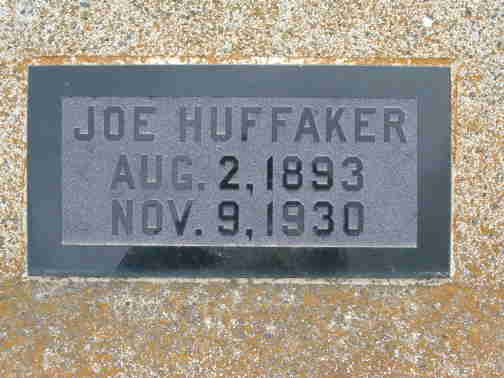 JOE HUFFAKER
AUG. 2, 1893
NOV. 9, 1930